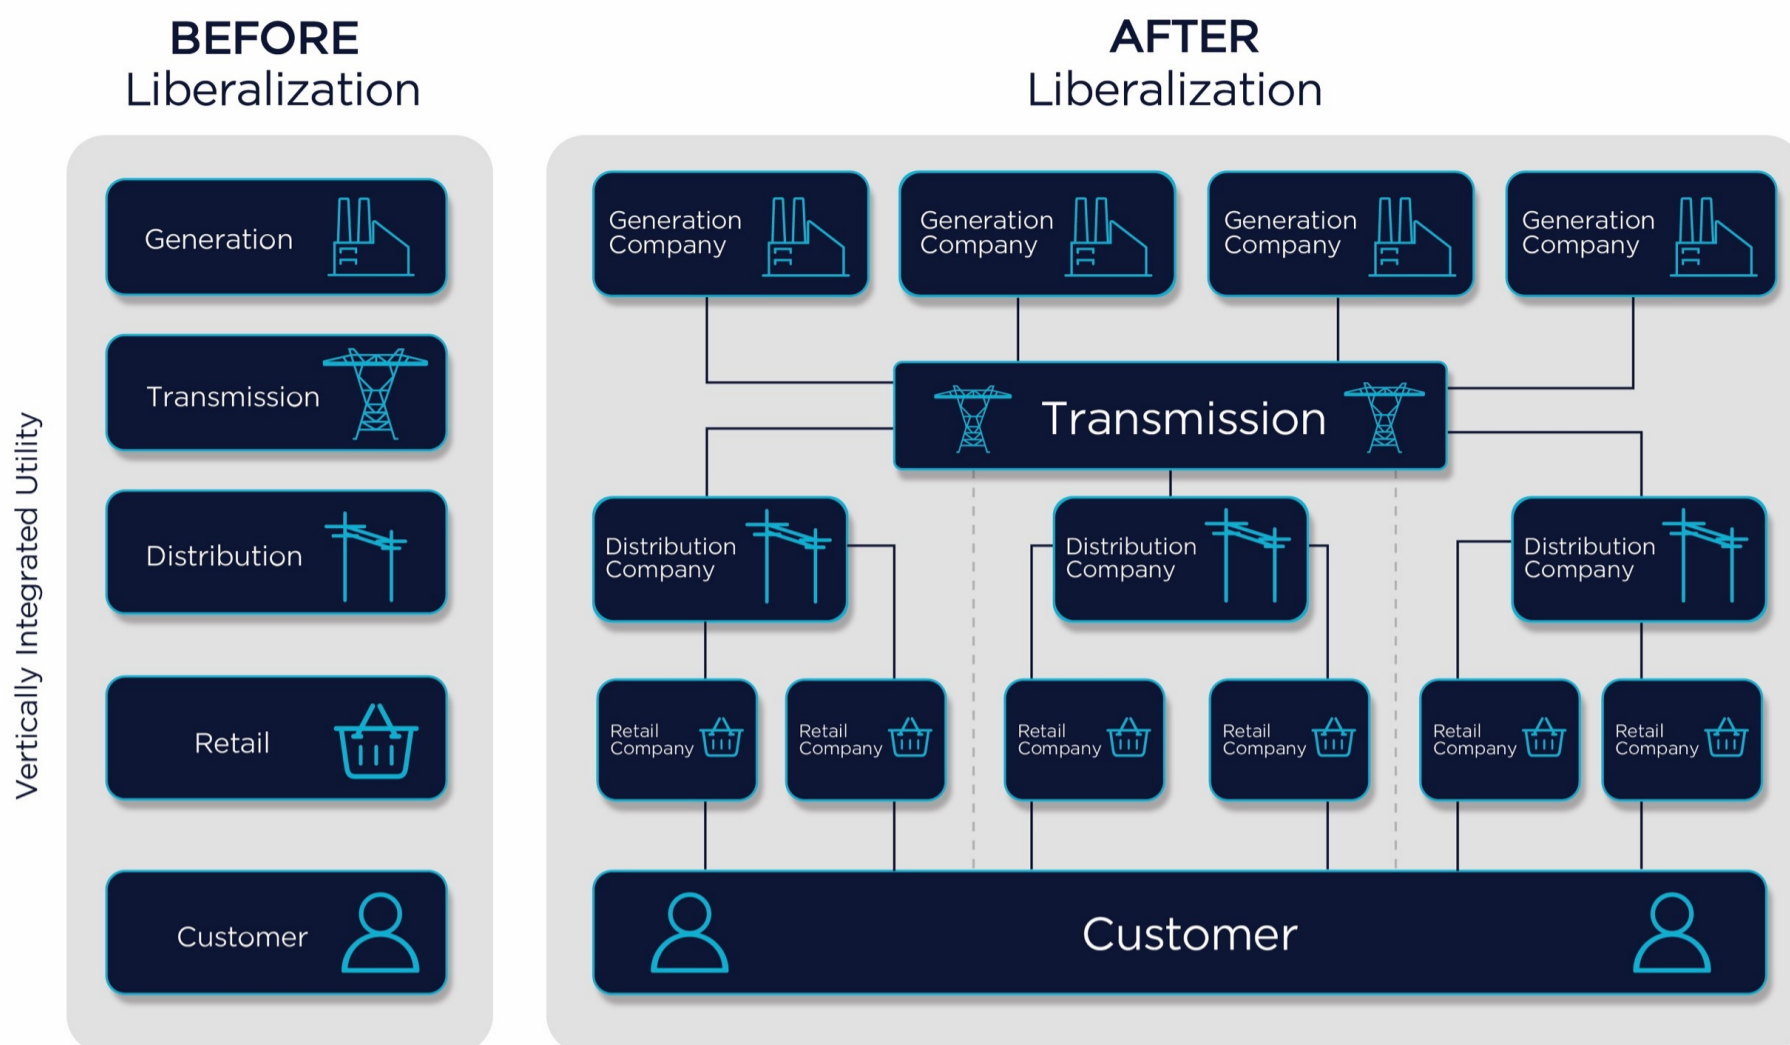 BEFORE
Liberalization
Vertically Integrated Utility
Generation
Transmission
Distribution
Retail
Customer
AFTER
Liberalization
Generation
Company
Generation
Company
Generation
Company
Generation
Company
Transmission
Distribution
Company
Distribution
Company
Distribution
Company
Retail
Company
Retail
Company
Retail
Company
Retail
Company
Retail
Company
Retail
Company
Customer